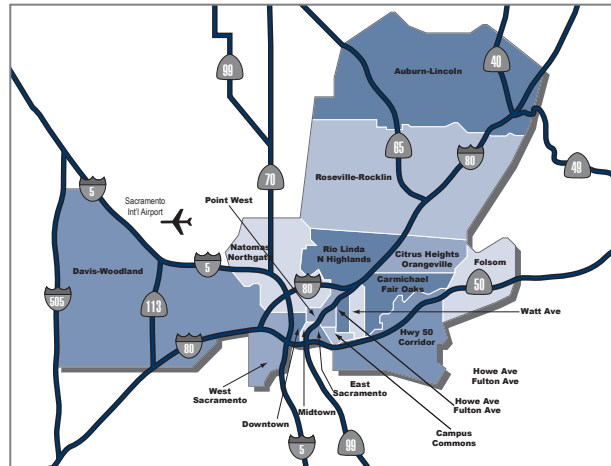 99
40
Auburn-Lincoln
65
80
49
Roseville-Rocklin
5
70
Sacramento
Int'l Airport
Point West
Natomas
Northgate
Rio Linda
N Highlands
Citrus Heights
Orangeville
Folsom
Davis-Woodland
5
80
Carmichael
Fair Oaks
50
505
113
Watt Ave
80
Hwy 50
Corridor
West
Sacramento
East
Sacramento
Howe Ave
Fulton Ave
Downtown
Midtown
Howe Ave
Fulton Ave
Campus
Commons
5
99